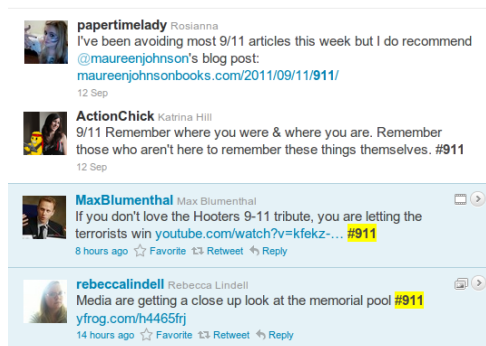 papertimelady Rosianna
I've been avoiding most 9/11 articles this week but I do recommend
@maureenjohnson's blog post:
maureenjohnsonbooks.com/2011/09/11/911/
12 Sep
ActionChick Katrina Hill
9/11 Remember where you were & where you are. Remember
those who aren't here to remember these things themselves. #911
12 Sep
MaxBlumenthal Max Blumenthal
If you don't love the Hooters 9-11 tribute, you are letting the
terrorists win youtube.com/watch?v=kfekz-... #911
8 hours ago Favorite Retweet Reply
rebeccalindell Rebecca Lindell
Media are getting a close up look at the memorial pool #911
yfrog.com/h4465frj
14 hours ago Favorite Retweet Reply